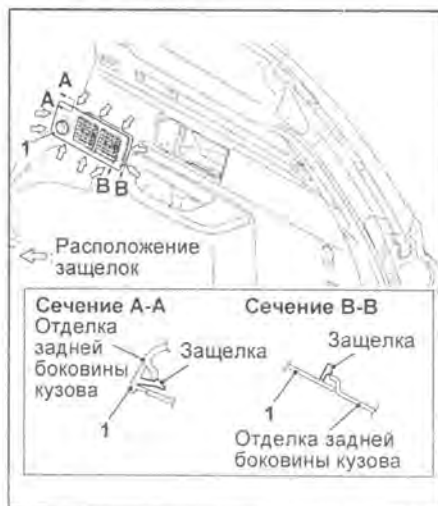 A
A
1
B B
Расположение
защелок
Сечение A-A
Отделка
задней
боковины
кузова
Защелка
1
Сечение B-B
Защелка
1
Отделка задней
боковины кузова